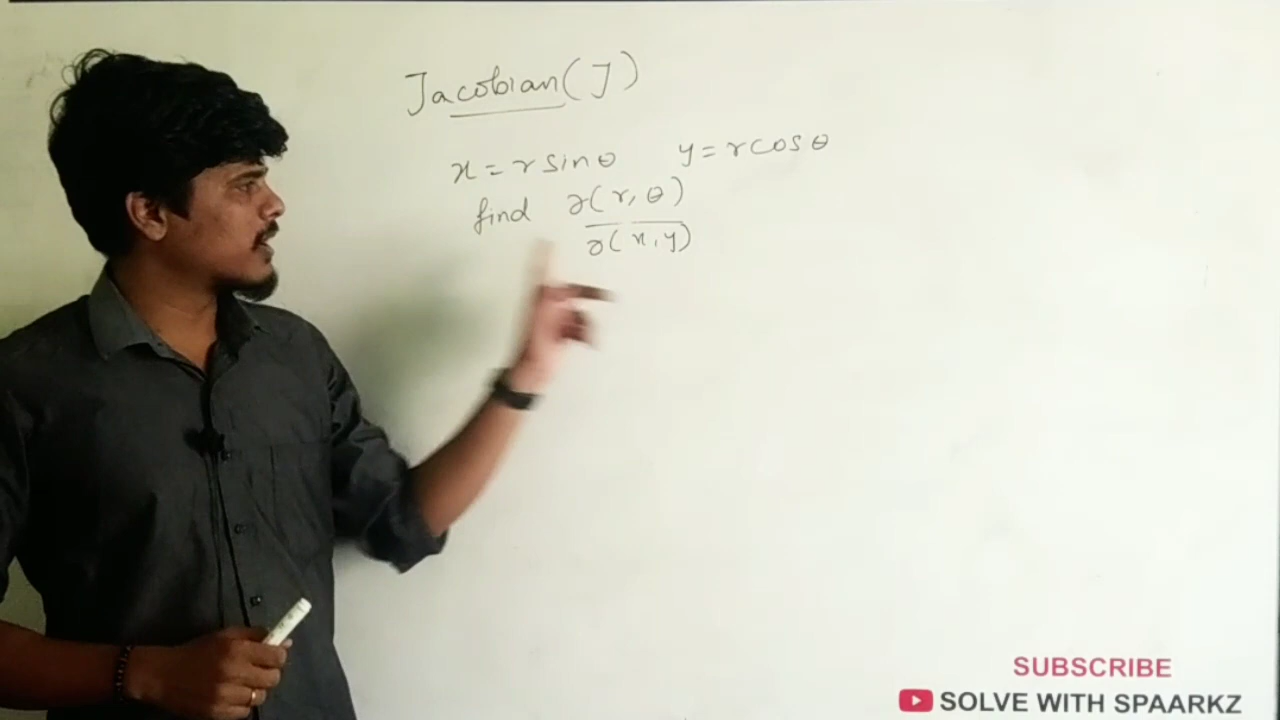 Jacobian (J)
x = r sin θ y = r cos θ
find ∂(r, θ)
∂(x, y)
SUBSCRIBE
SOLVE WITH SPAARKZ